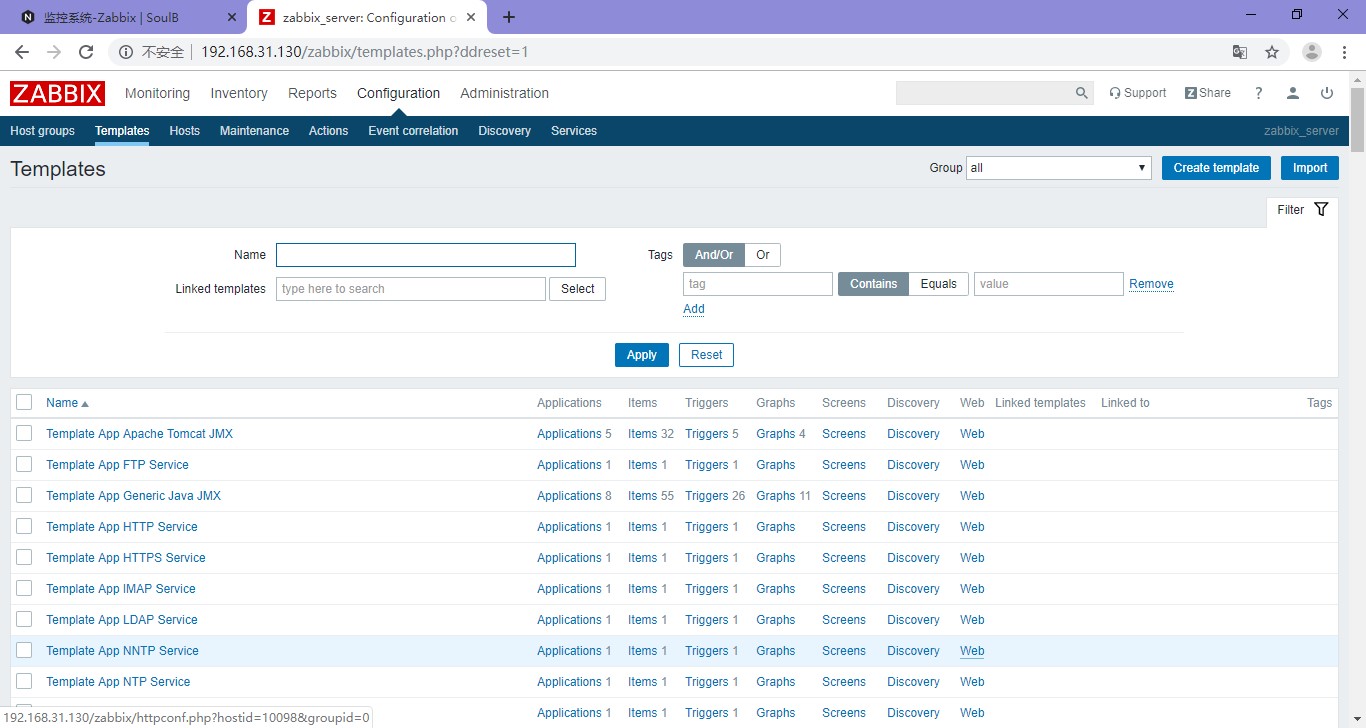 监控系统-Zabbix | SoulB
zabbix_server: Configuration o
不安全 192.168.31.130/zabbix/templates.php?ddreset=1
ZABBIX Monitoring Inventory Reports Configuration Administration Support Z Share ?
Host groups Templates Hosts Maintenance Actions Event correlation Discovery Services zabbix_server
Templates Group all Create template Import
Filter
Name Tags And/Or Or
Linked templates type here to search Select tag Contains Equals value Remove
Add
Apply Reset
Name Applications Items Triggers Graphs Screens Discovery Web Linked templates Linked to Tags
Template App Apache Tomcat JMX Applications 5 Items 32 Triggers 5 Graphs 4 Screens Discovery Web
Template App FTP Service Applications 1 Items 1 Triggers 1 Graphs Screens Discovery Web
Template App Generic Java JMX Applications 8 Items 55 Triggers 26 Graphs 11 Screens Discovery Web
Template App HTTP Service Applications 1 Items 1 Triggers 1 Graphs Screens Discovery Web
Template App HTTPS Service Applications 1 Items 1 Triggers 1 Graphs Screens Discovery Web
Template App IMAP Service Applications 1 Items 1 Triggers 1 Graphs Screens Discovery Web
Template App LDAP Service Applications 1 Items 1 Triggers 1 Graphs Screens Discovery Web
Template App NNTP Service Applications 1 Items 1 Triggers 1 Graphs Screens Discovery Web
Template App NTP Service Applications 1 Items 1 Triggers 1 Graphs Screens Discovery Web
Applications 1 Items 1 Triggers 1 Graphs Screens Discovery Web
192.168.31.130/zabbix/httpconf.php?hostid=10098&groupid=0